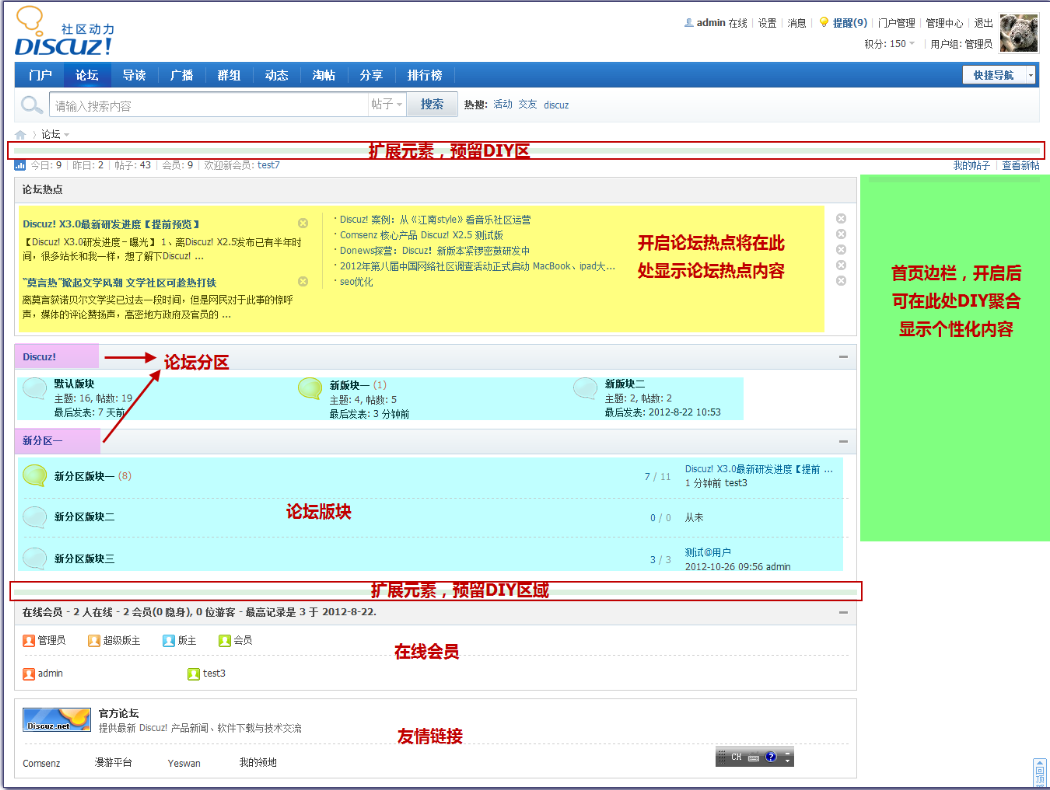 社区动力
DISCUZ!
admin 在线 | 设置 | 消息 | 提醒(9) | 门户管理 | 管理中心 | 退出
积分: 150 | 用户组: 管理员
门户 论坛 导读 广播 群组 动态 淘帖 分享 排行榜 快捷导航
请输入搜索内容 帖子 搜索 热搜: 活动 交友 discuz
论坛
扩展元素，预留DIY区
今日: 9 | 昨日: 2 | 帖子: 43 | 会员: 9 | 欢迎新会员: test7 我的帖子 | 查看新帖
论坛热点
Discuz! X3.0最新研发进度【提前预览】
【Discuz! X3.0研发进度－曝光】 1、离Discuz! X2.5发布已有半年时
间，很多站长和我一样，想了解下Discuz! ...
“莫言热”掀起文学风潮 文学社区可趁热打铁
离莫言获诺贝尔文学奖已过去一段时间，但是网民对于此事的惊呼
声，媒体的评论赞扬声，高密地方政府及官员的 ...
· Discuz! 案例：从《江南style》看音乐社区运营
· Comsenz 核心产品 Discuz! X2.5 测试版
· Donews探营：Discuz！新版本紧锣密鼓研发中
· 2012年第八届中国网络社区调查活动正式启动 MacBook、ipad大...
· seo优化
开启论坛热点将在此
处显示论坛热点内容
首页边栏，开启后
可在此处DIY聚合
显示个性化内容
Discuz!
论坛分区
默认版块
主题: 16, 帖数: 19
最后发表: 7 天前
新版块一 (1)
主题: 4, 帖数: 5
最后发表: 3 分钟前
新版块二
主题: 2, 帖数: 2
最后发表: 2012-8-22 10:53
新分区一
新分区版块一 (8) 7 / 11 Discuz! X3.0最新研发进度【提前 ...
1 分钟前 test3
论坛版块
新分区版块二 0 / 0 从未
新分区版块三 3 / 3 测试@用户
2012-10-26 09:56 admin
扩展元素，预留DIY区域
在线会员 - 2 人在线 - 2 会员(0 隐身), 0 位游客 - 最高记录是 3 于 2012-8-22.
管理员 超级版主 版主 会员
在线会员
admin test3
Discuz.net 官方论坛
提供最新 Discuz! 产品新闻、软件下载与技术交流
友情链接
Comsenz 漫游平台 Yeswan 我的领地
CH